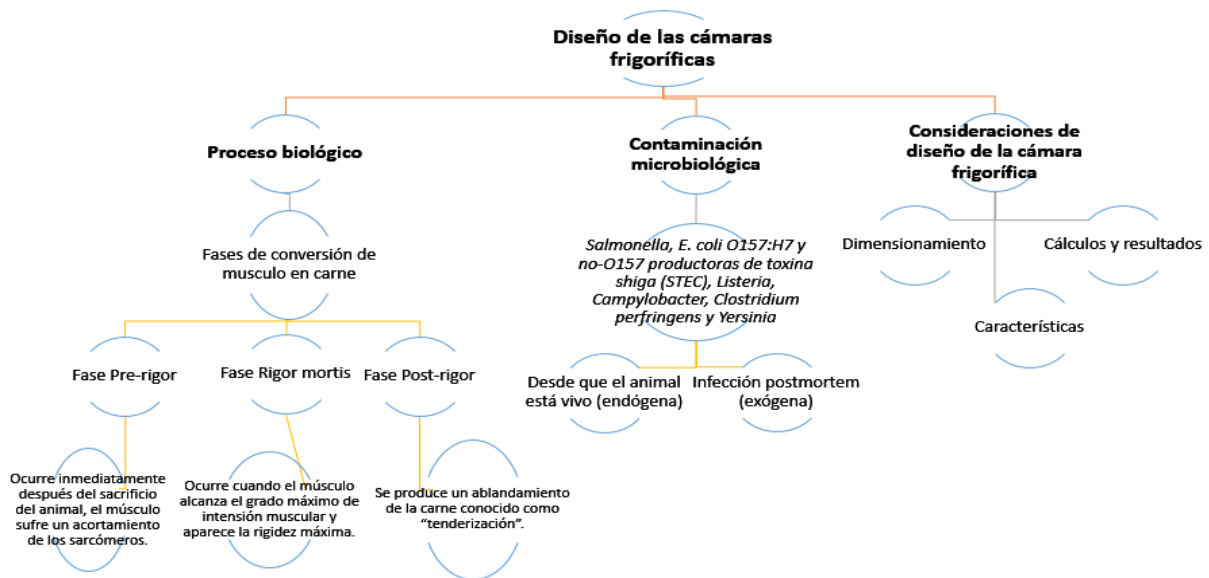 Diseño de las cámaras
frigoríficas
Proceso biológico
Contaminación
microbiológica
Consideraciones de
diseño de la cámara
frigorífica
Fases de conversión de
musculo en carne
Salmonella, E. coli O157:H7 y
no-O157 productoras de toxina
shiga (STEC), Listeria,
Campylobacter, Clostridium
perfringens y Yersinia
Dimensionamiento
Cálculos y resultados
Características
Fase Pre-rigor
Fase Rigor mortis
Fase Post-rigor
Desde que el animal
está vivo (endógena)
Infección postmortem
(exógena)
Ocurre inmediatamente
después del sacrificio
del animal, el músculo
sufre un acortamiento
de los sarcómeros.
Ocurre cuando el músculo
alcanza el grado máximo de
intensión muscular y
aparece la rigidez máxima.
Se produce un ablandamiento
de la carne conocido como
“tenderización”.